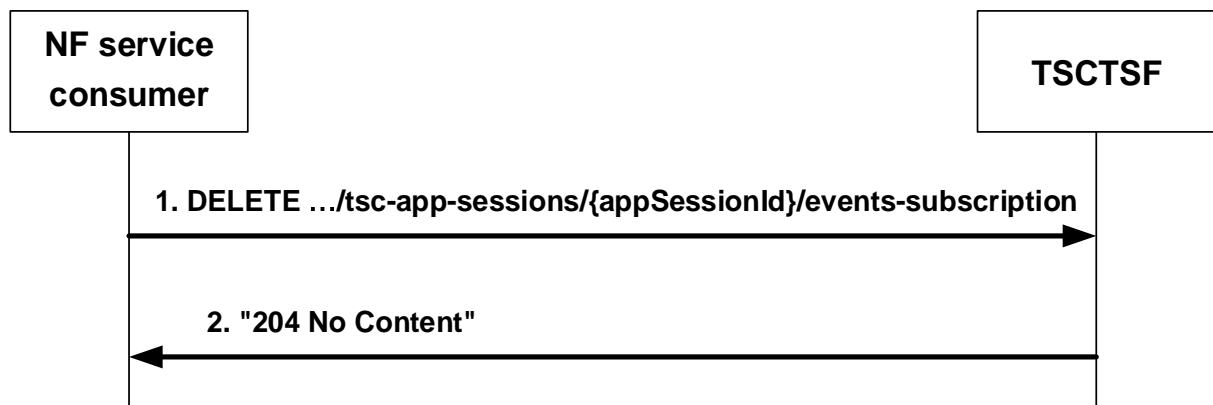 NF service
consumer
TSCTSF
1. DELETE …/tsc-app-sessions/{appSessionId}/events-subscription
2. "204 No Content"